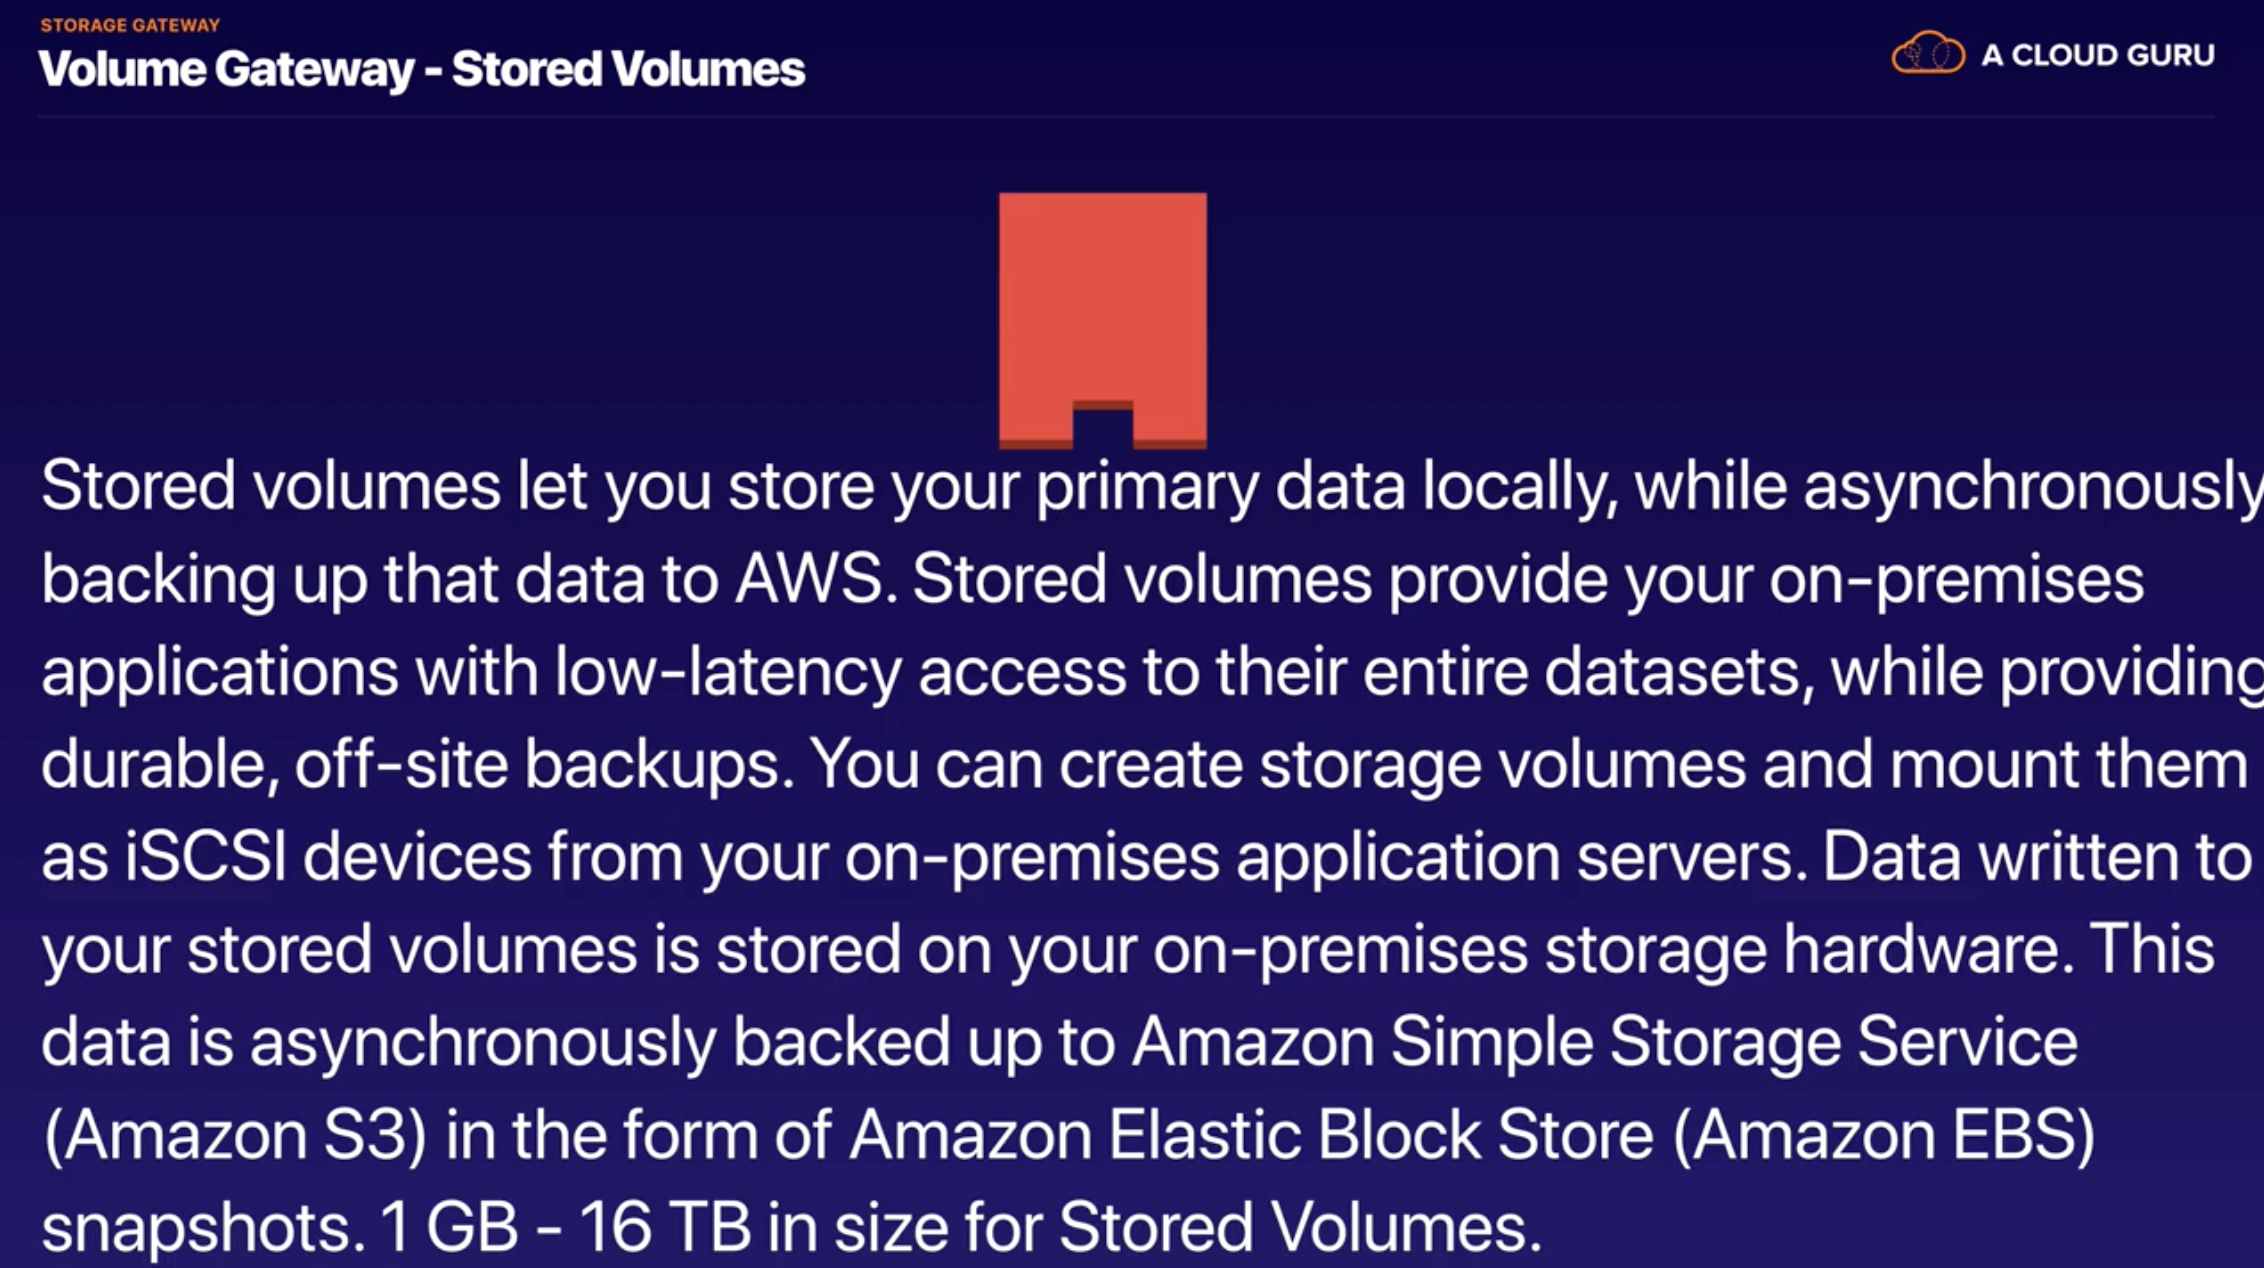 STORAGE GATEWAY
Volume Gateway - Stored Volumes
A CLOUD GURU
Stored volumes let you store your primary data locally, while asynchronously
backing up that data to AWS. Stored volumes provide your on-premises
applications with low-latency access to their entire datasets, while providing
durable, off-site backups. You can create storage volumes and mount them
as iSCSI devices from your on-premises application servers. Data written to
your stored volumes is stored on your on-premises storage hardware. This
data is asynchronously backed up to Amazon Simple Storage Service
(Amazon S3) in the form of Amazon Elastic Block Store (Amazon EBS)
snapshots. 1 GB - 16 TB in size for Stored Volumes.